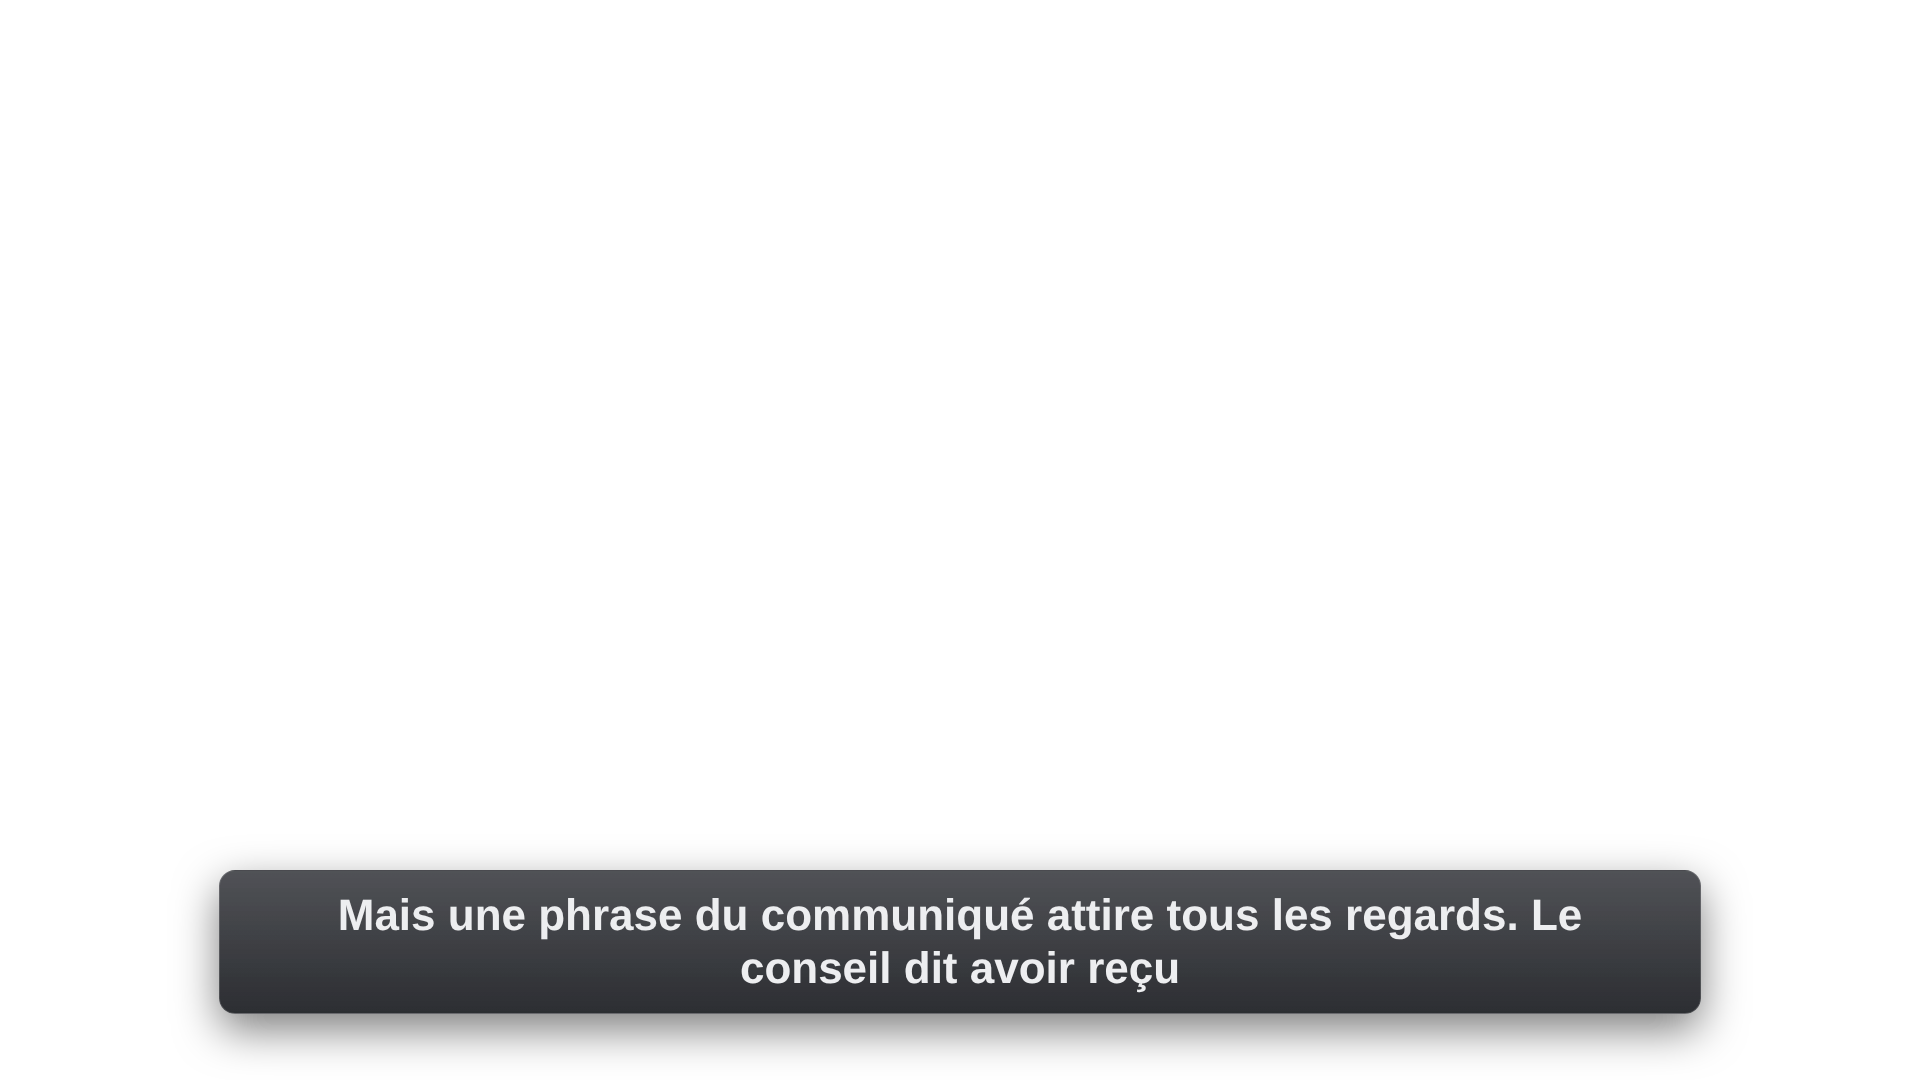 Mais une phrase du communiqué attire tous les regards. Le
conseil dit avoir reçu